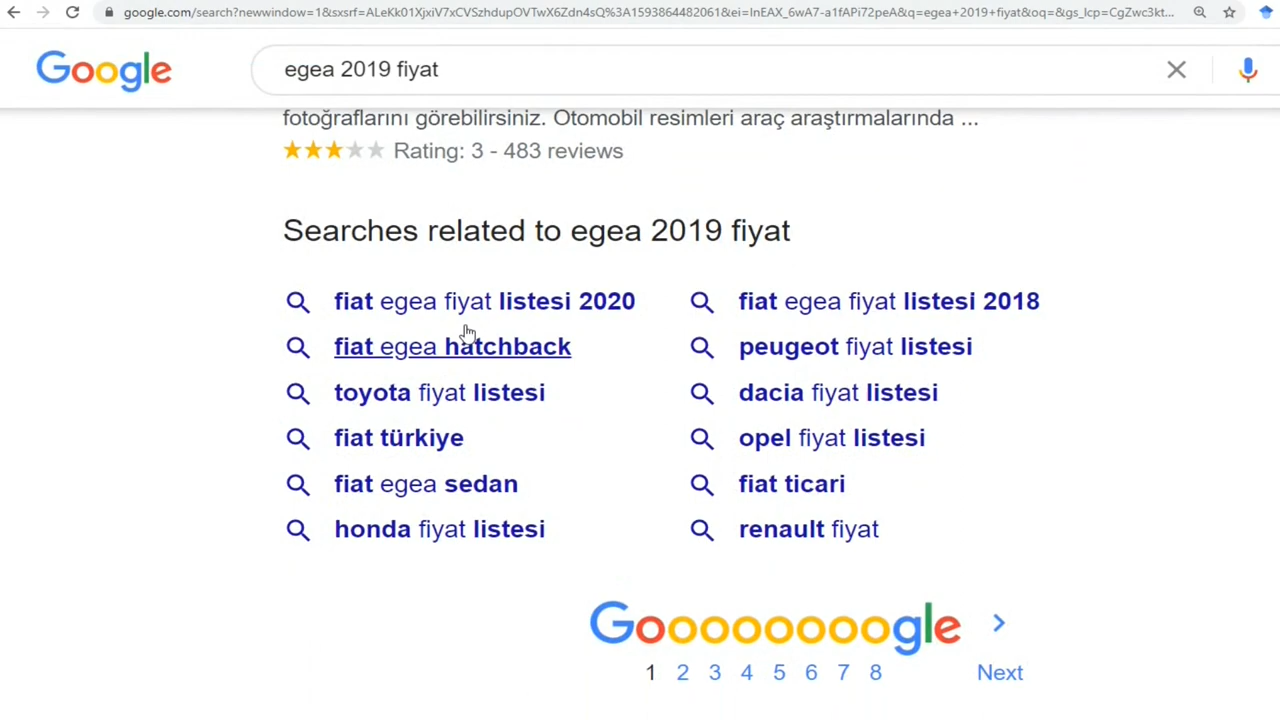 google.com/search?newwindow=1&sxsrf=ALeKk01XjxiV7xCVSzhdupOVTwX6Zdn4sQ%3A1593864482061&ei=InEAX_6wA7-a1fAPi72peA&q=egea+2019+fiyat&oq=&gs_lcp=CgZwc3kt...
Google
egea 2019 fiyat
fotoğraflarını görebilirsiniz. Otomobil resimleri araç araştırmalarında ...
Rating: 3 - 483 reviews
Searches related to egea 2019 fiyat
fiat egea fiyat listesi 2020
fiat egea fiyat listesi 2018
fiat egea hatchback
peugeot fiyat listesi
toyota fiyat listesi
dacia fiyat listesi
fiat türkiye
opel fiyat listesi
fiat egea sedan
fiat ticari
honda fiyat listesi
renault fiyat
Goooooooogle
1 2 3 4 5 6 7 8 Next